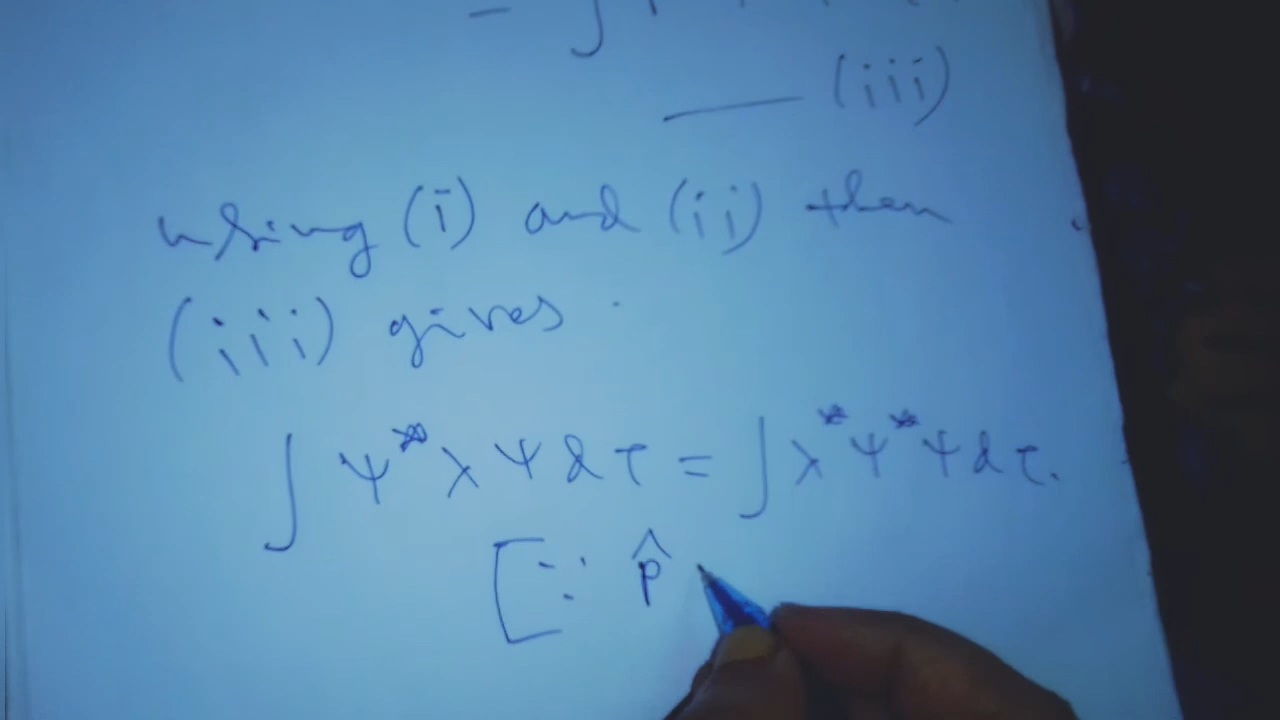 — (iii)
using (i) and (ii) then
(iii) gives.
∫ Ψ* λ Ψ dτ = ∫ λ* Ψ* Ψ dτ.
[∵ p̂